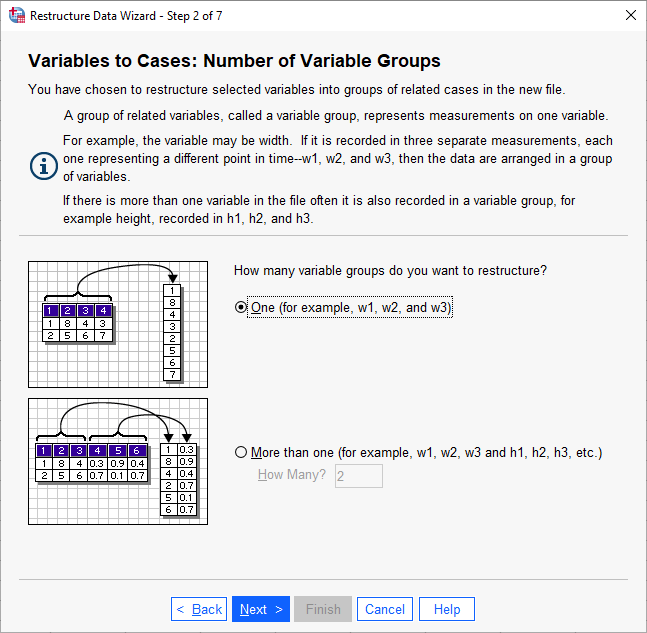 Restructure Data Wizard - Step 2 of 7
Variables to Cases: Number of Variable Groups
You have chosen to restructure selected variables into groups of related cases in the new file.
A group of related variables, called a variable group, represents measurements on one variable.
For example, the variable may be width.  If it is recorded in three separate measurements, each
one representing a different point in time--w1, w2, and w3, then the data are arranged in a group
of variables.
If there is more than one variable in the file often it is also recorded in a variable group, for
example height, recorded in h1, h2, and h3.
How many variable groups do you want to restructure?
One (for example, w1, w2, and w3)
1 2 3 4
1 8 4 3
2 5 6 7
1
8
4
3
2
5
6
7
More than one (for example, w1, w2, w3 and h1, h2, h3, etc.)
How Many? 2
1 2 3 4 5 6
1 8 4 0.3 0.9 0.4
2 5 6 0.7 0.1 0.7
1 0.3
8 0.9
4 0.4
2 0.7
5 0.1
6 0.7
< Back Next > Finish Cancel Help